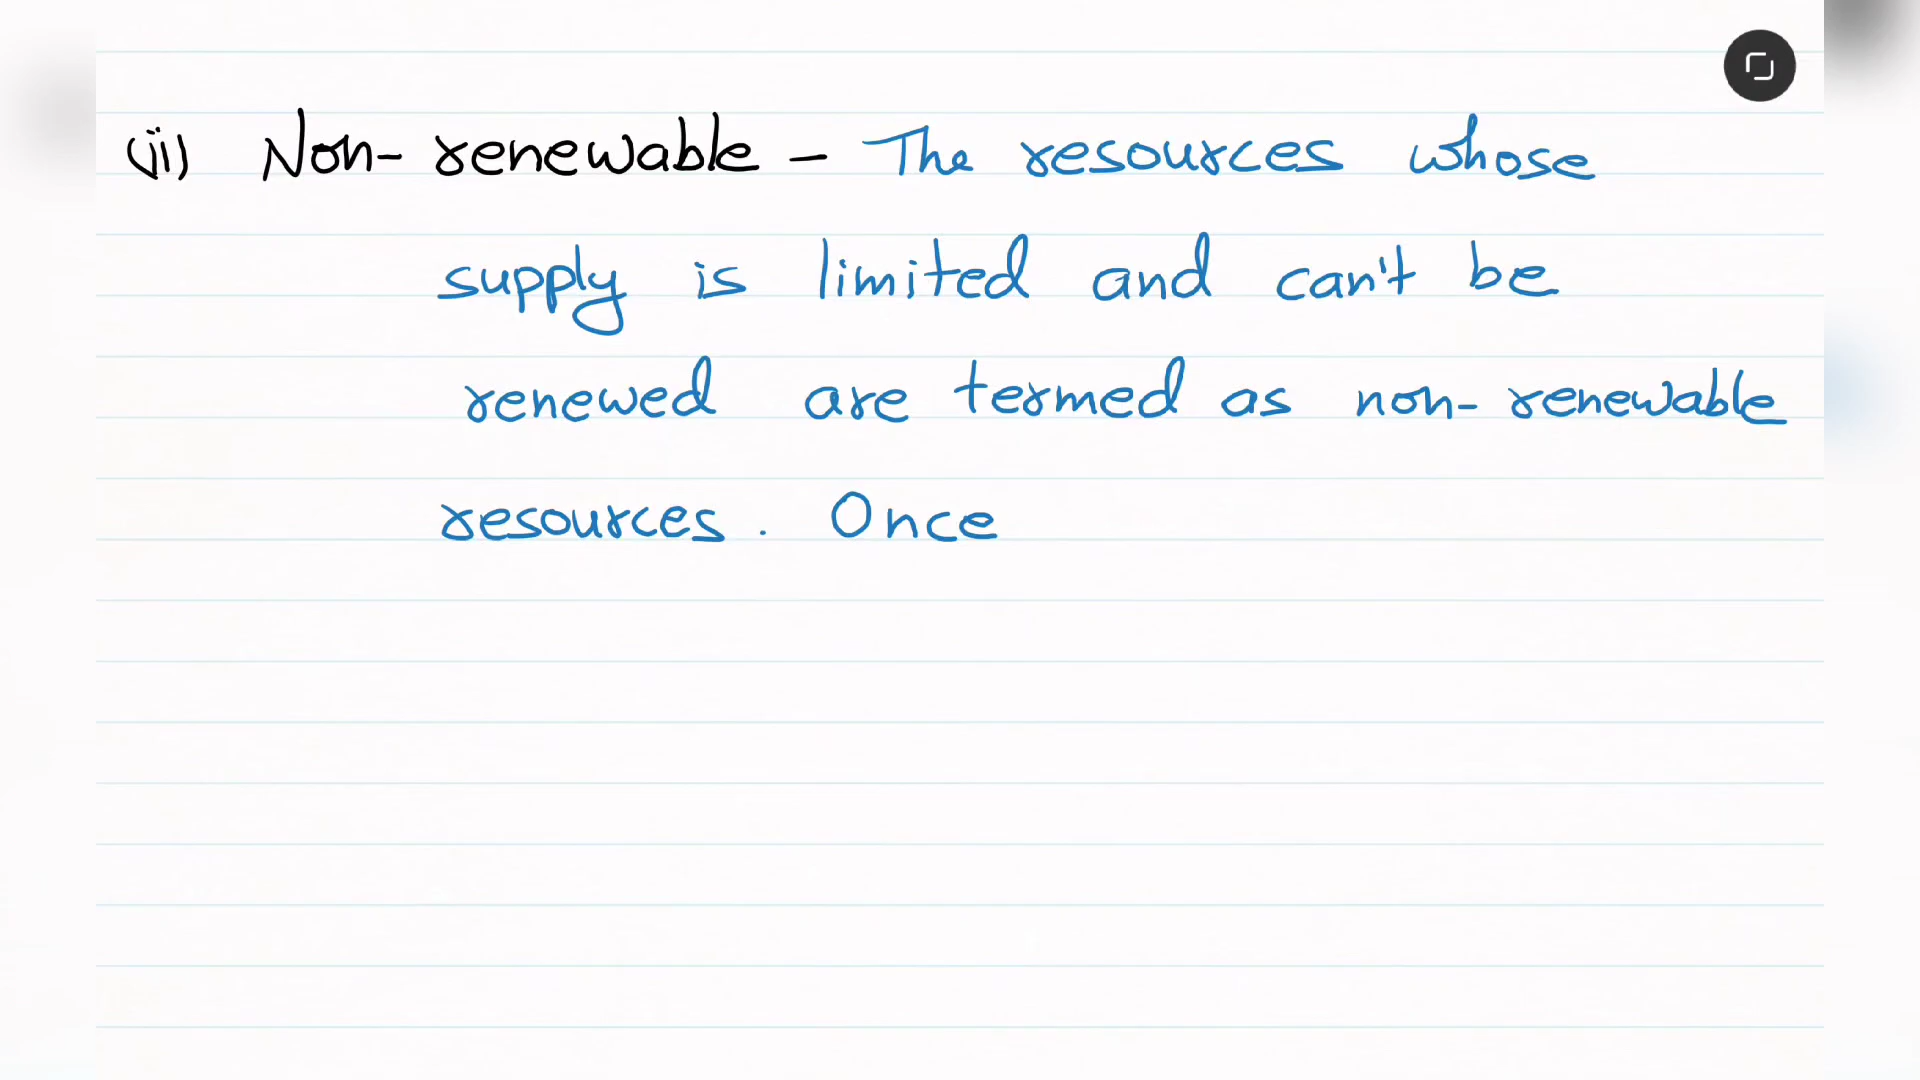 (ii) Non-renewable - The resources whose
supply is limited and can't be
renewed are termed as non-renewable
resources. Once